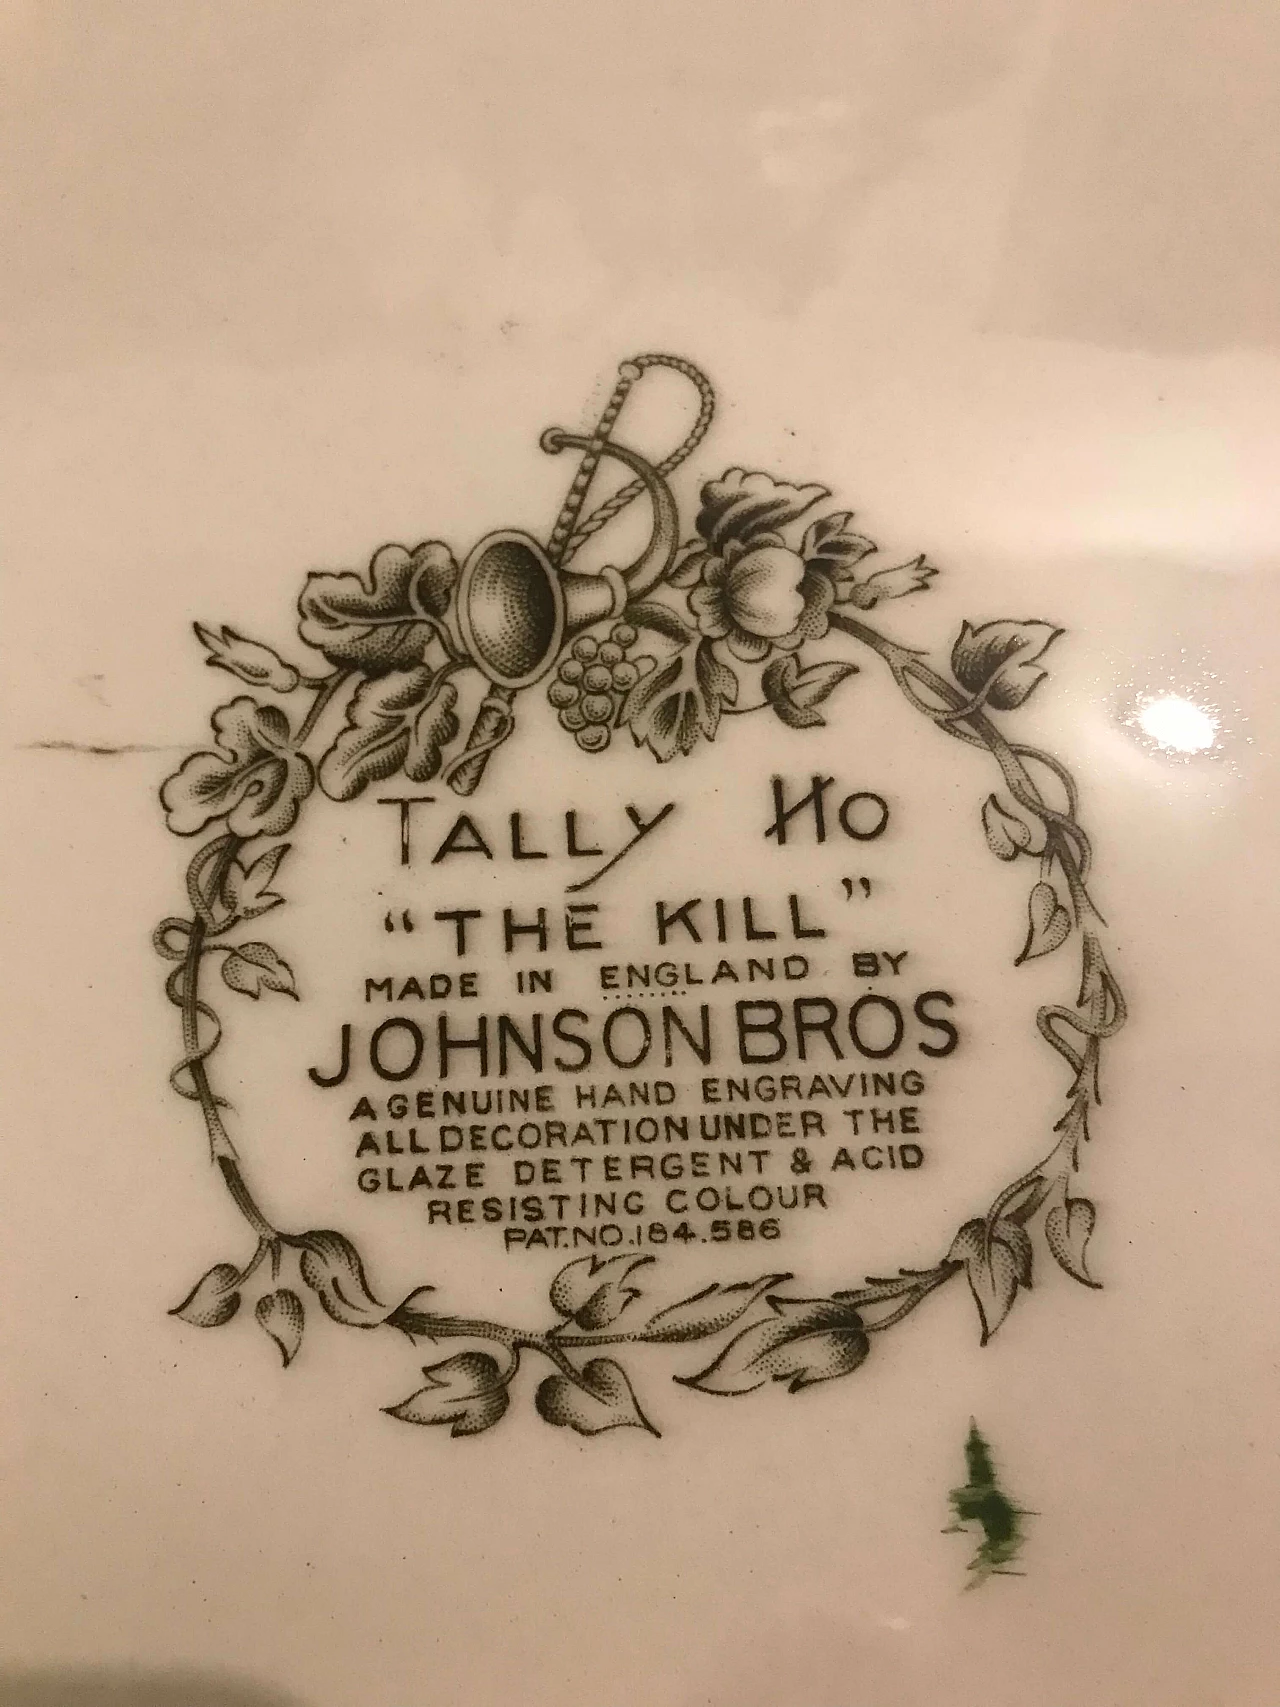 TALLY HO
"THE KILL"
MADE IN ENGLAND BY
JOHNSON BROS
A GENUINE HAND ENGRAVING
ALL DECORATION UNDER THE
GLAZE DETERGENT & ACID
RESISTING COLOUR
PAT.NO.184.586